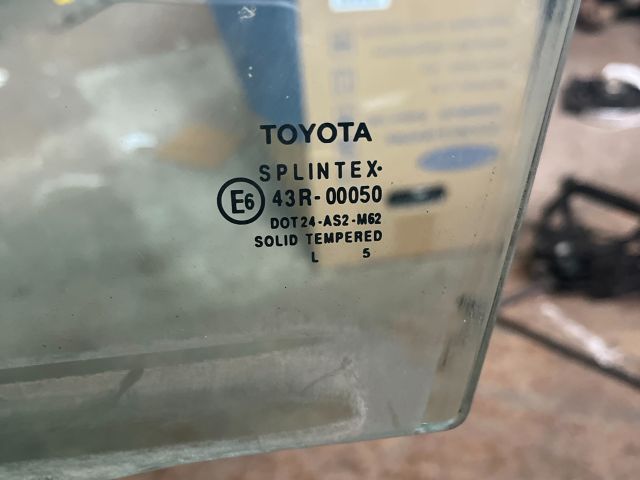 TOYOTA
SPLINTEX
E6 43R-00050
DOT24-AS2-M62
SOLID TEMPERED
L 5